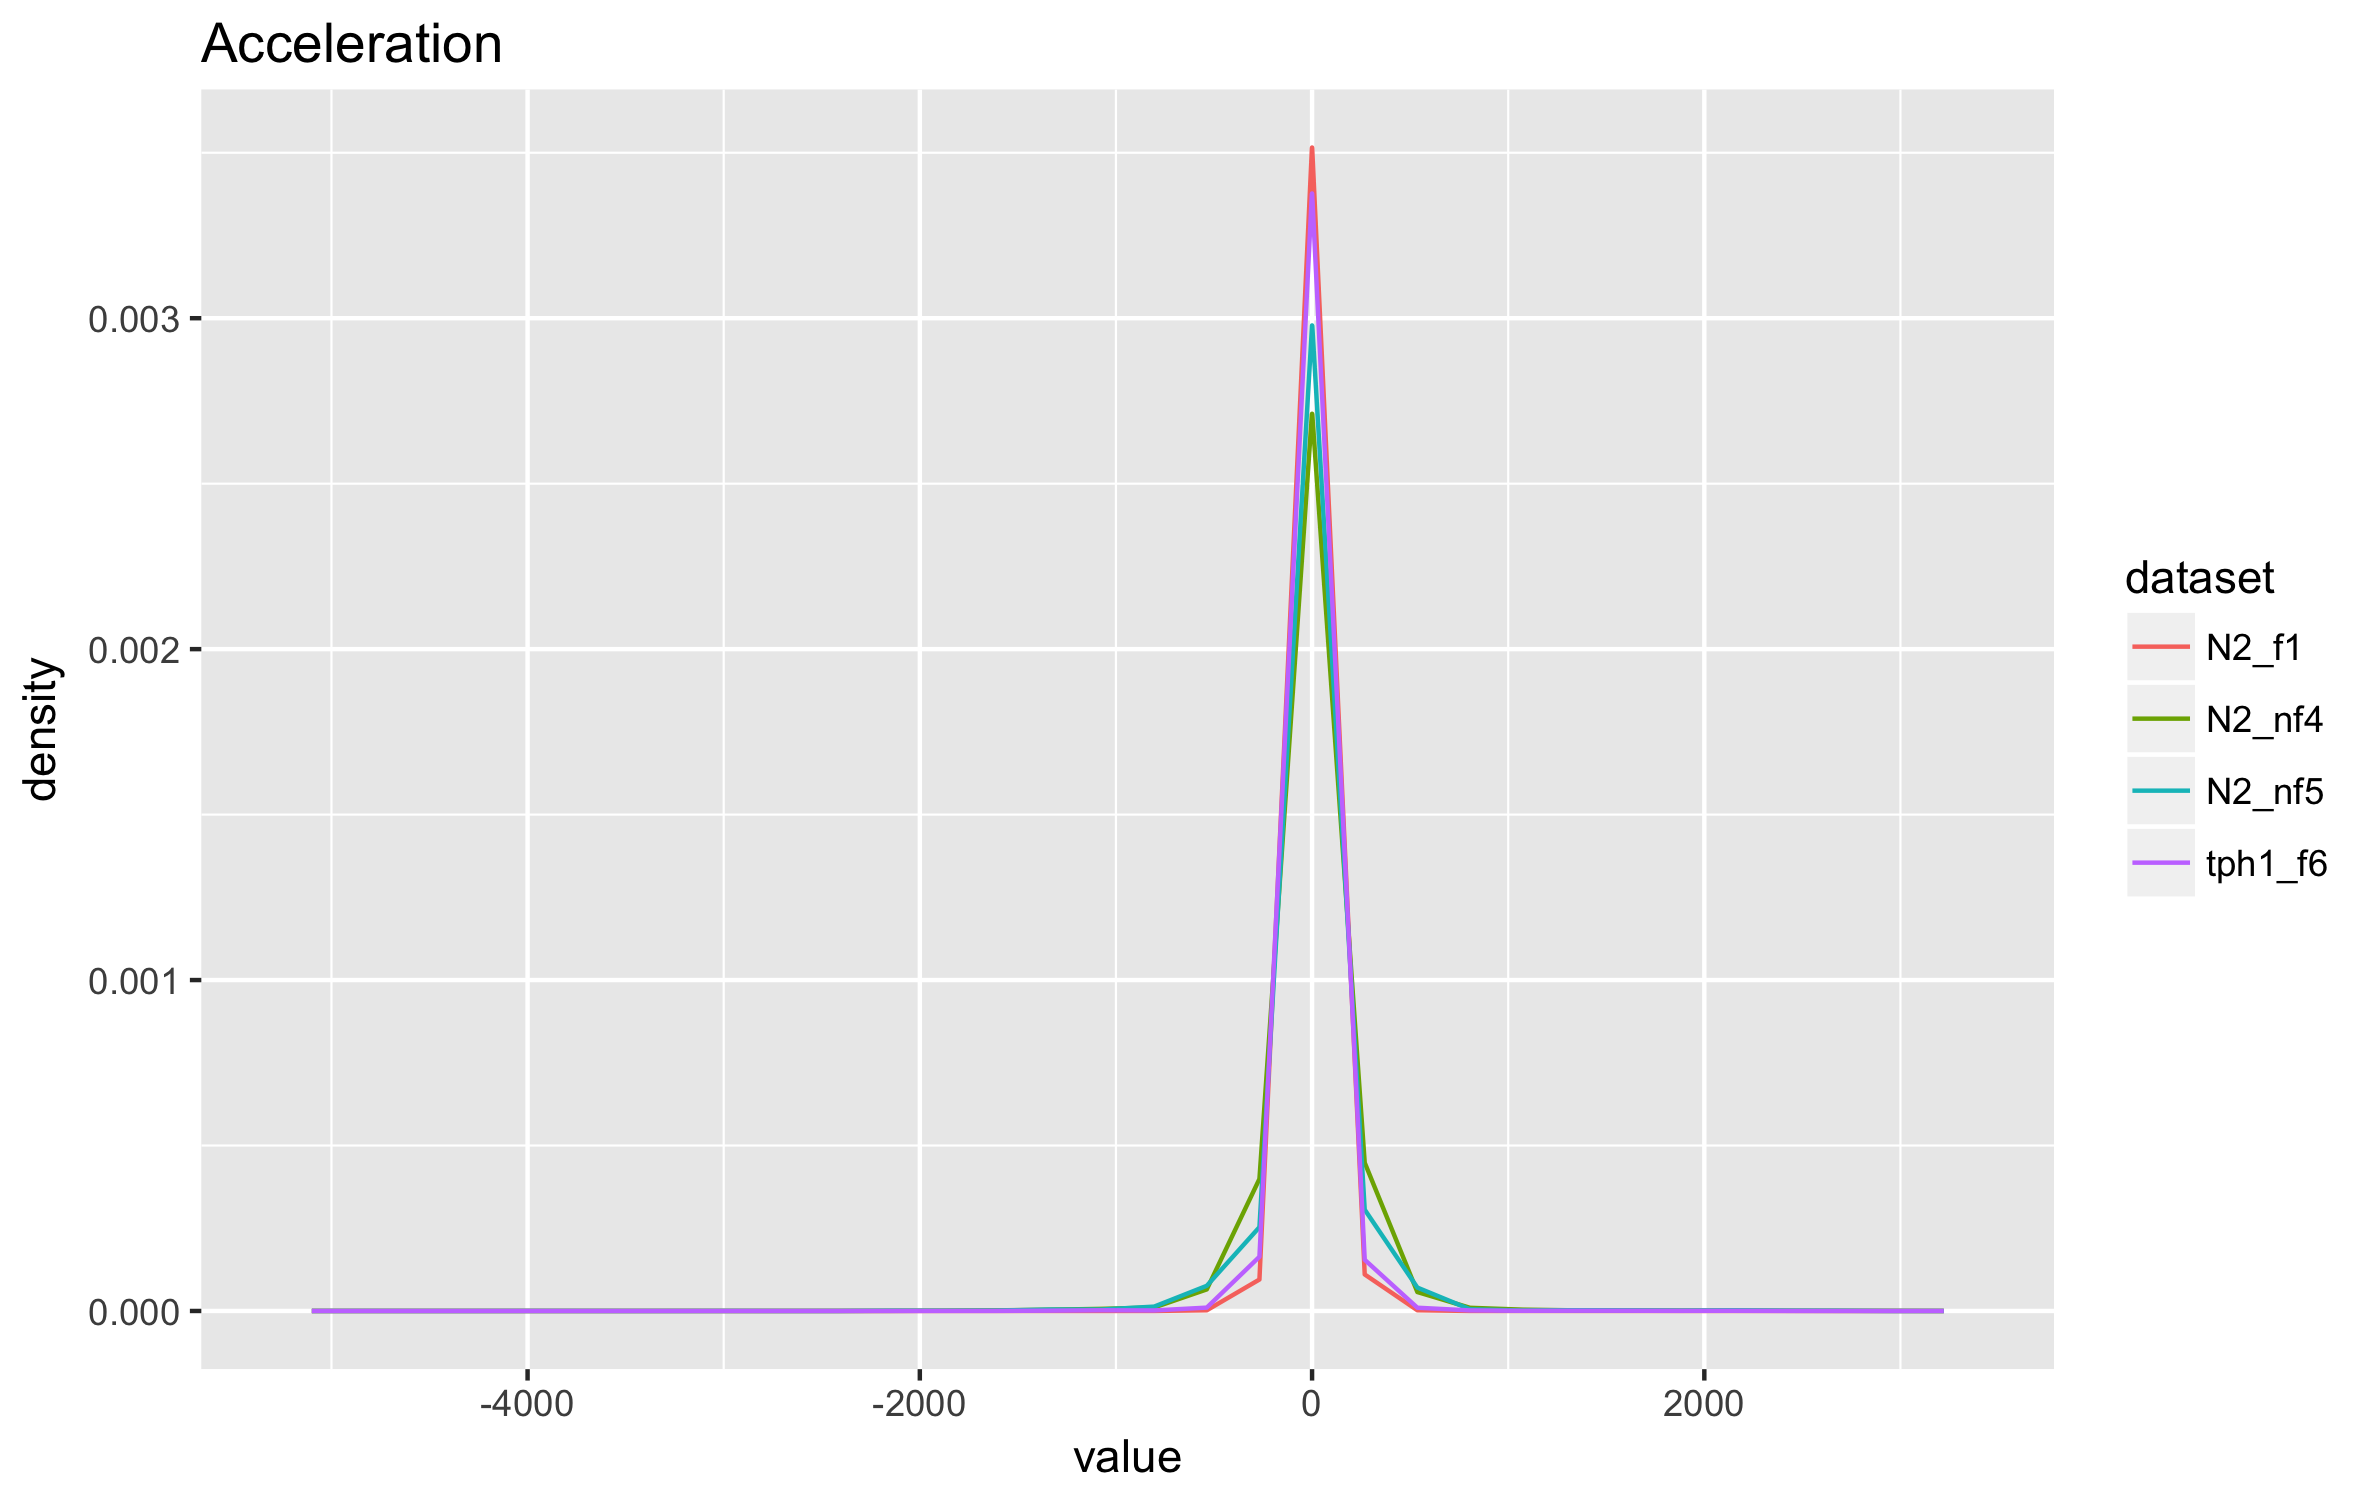 Acceleration
density
0.003
0.002
0.001
0.000
-4000
-2000
0
2000
value
dataset
N2_f1
N2_nf4
N2_nf5
tph1_f6